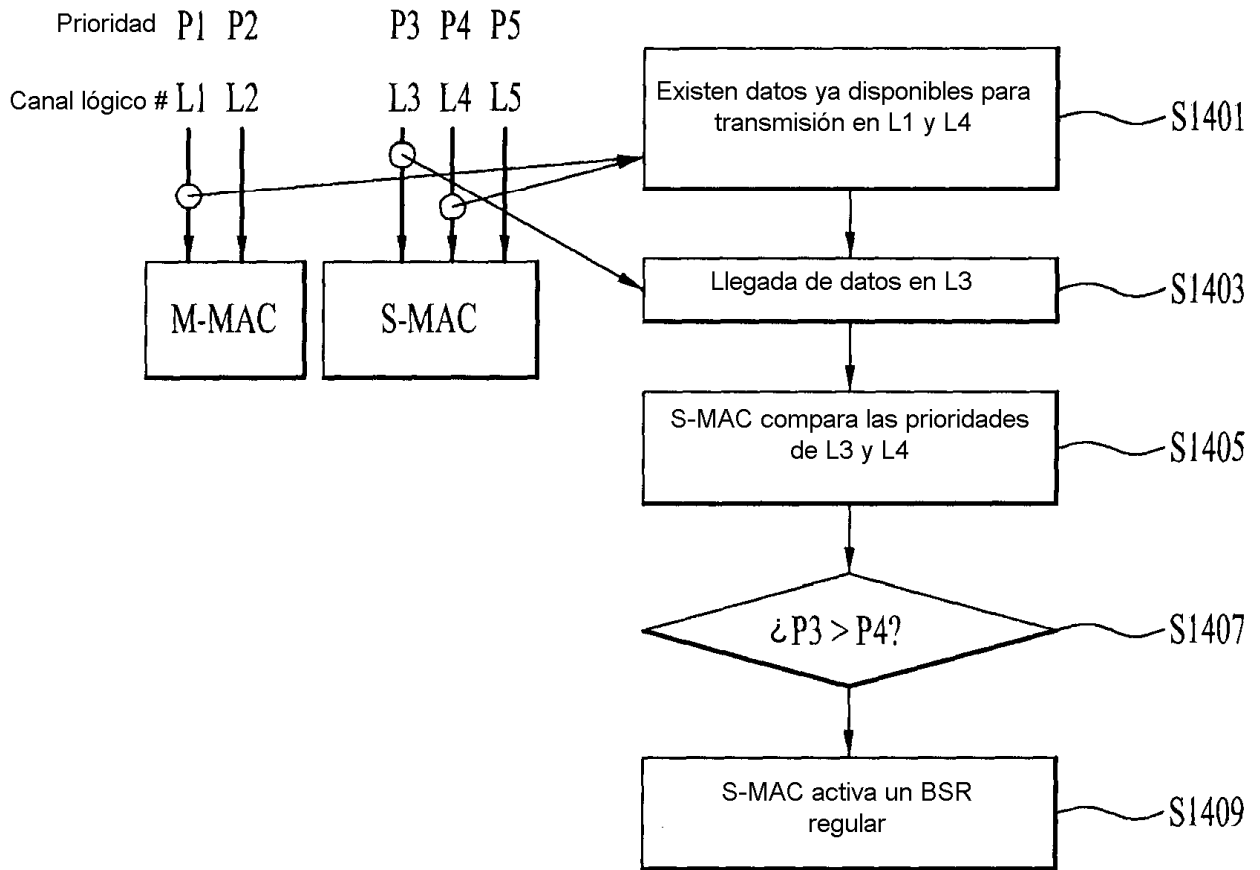 Prioridad P1 P2 P3 P4 P5
Canal lógico # L1 L2 L3 L4 L5
M-MAC
S-MAC
Existen datos ya disponibles para
transmisión en L1 y L4
S1401
Llegada de datos en L3
S1403
S-MAC compara las prioridades
de L3 y L4
S1405
¿P3 > P4?
S1407
S-MAC activa un BSR
regular
S1409